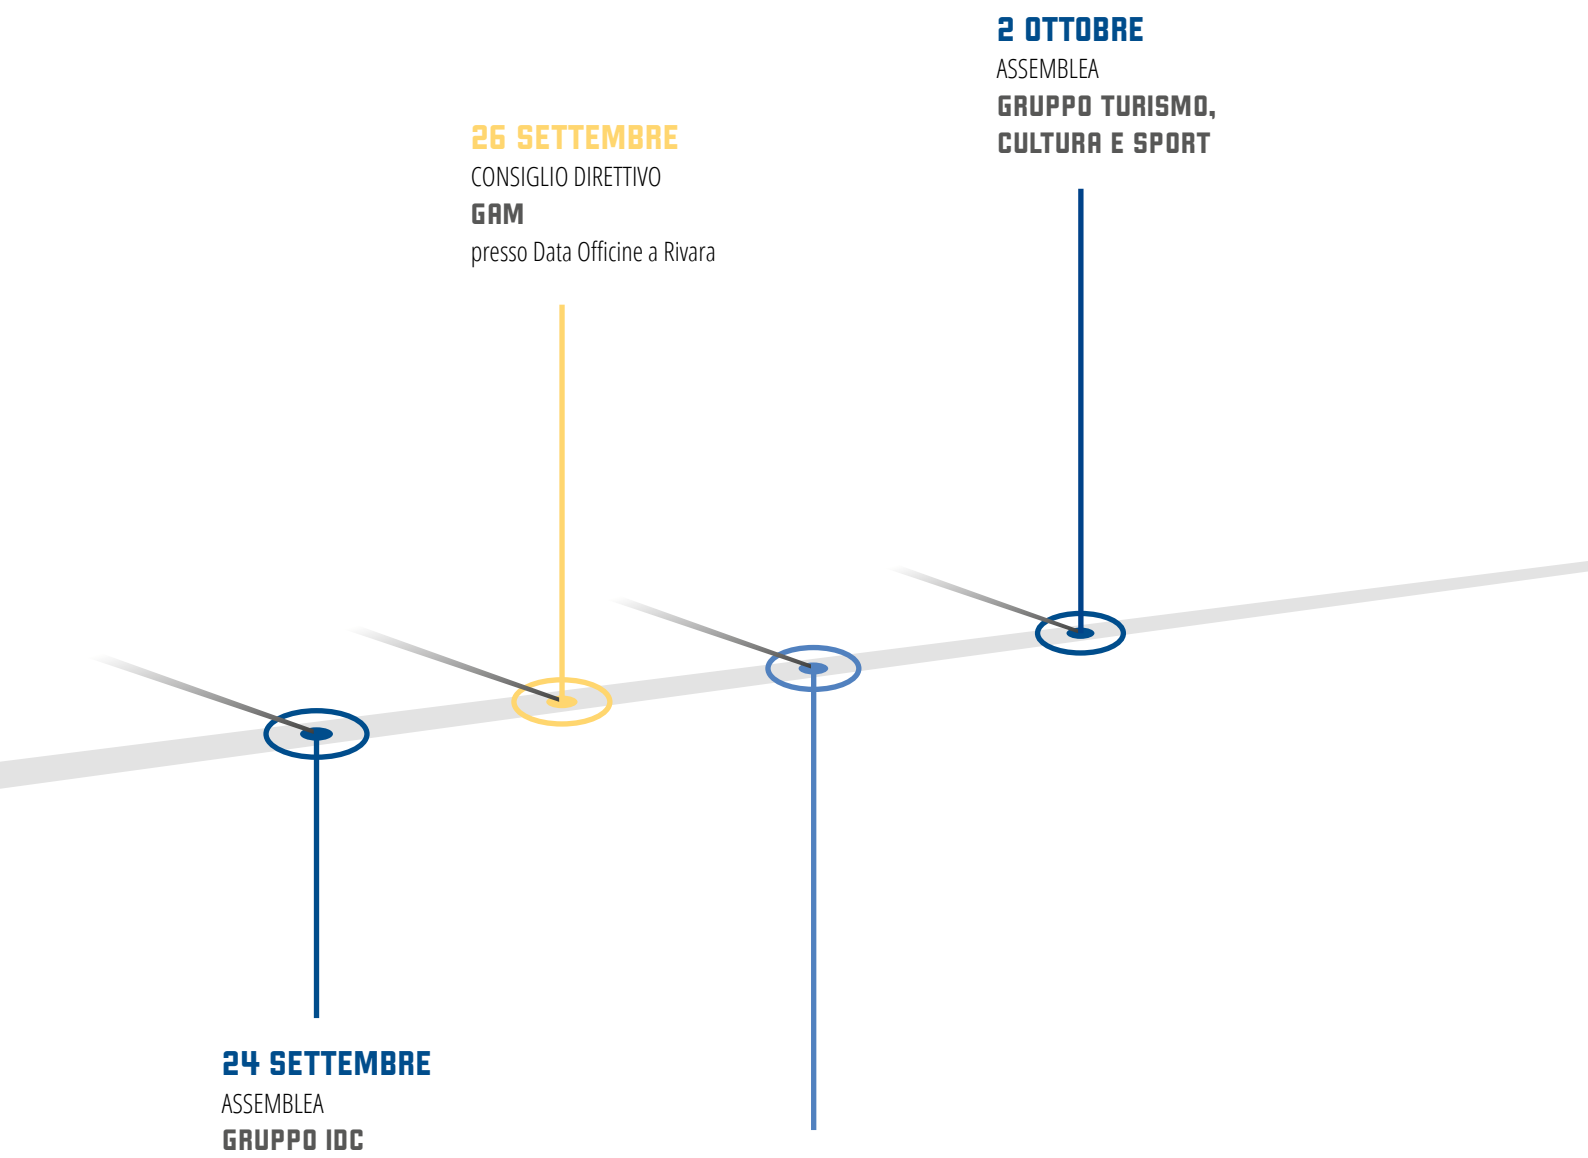 2 OTTOBRE
ASSEMBLEA
GRUPPO TURISMO,
CULTURA E SPORT
26 SETTEMBRE
CONSIGLIO DIRETTIVO
GAM
presso Data Officine a Rivara
24 SETTEMBRE
ASSEMBLEA
GRUPPO IDC